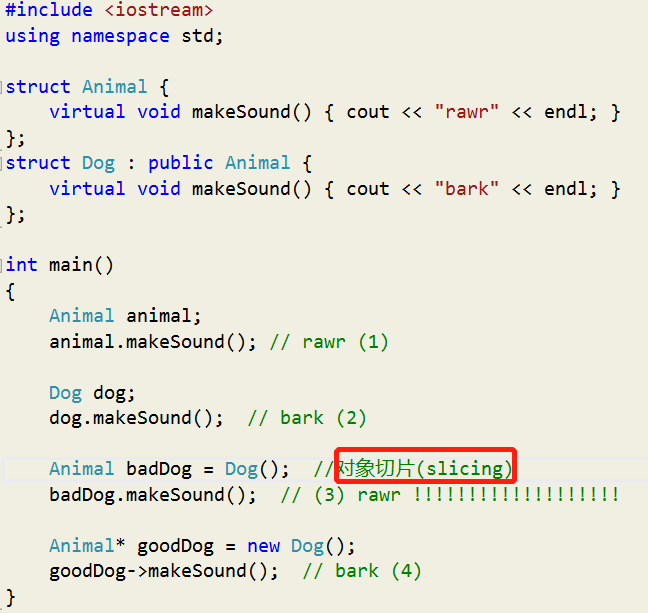 #include <iostream>
using namespace std;
struct Animal {
    virtual void makeSound() { cout << "rawr" << endl; }
};
struct Dog : public Animal {
    virtual void makeSound() { cout << "bark" << endl; }
};
int main()
{
    Animal animal;
    animal.makeSound(); // rawr (1)
    Dog dog;
    dog.makeSound();  // bark (2)
    Animal badDog = Dog();  //对象切片(slicing)
    badDog.makeSound();  // (3) rawr !!!!!!!!!!!!!!!!!!!
    Animal* goodDog = new Dog();
    goodDog->makeSound();  // bark (4)
}